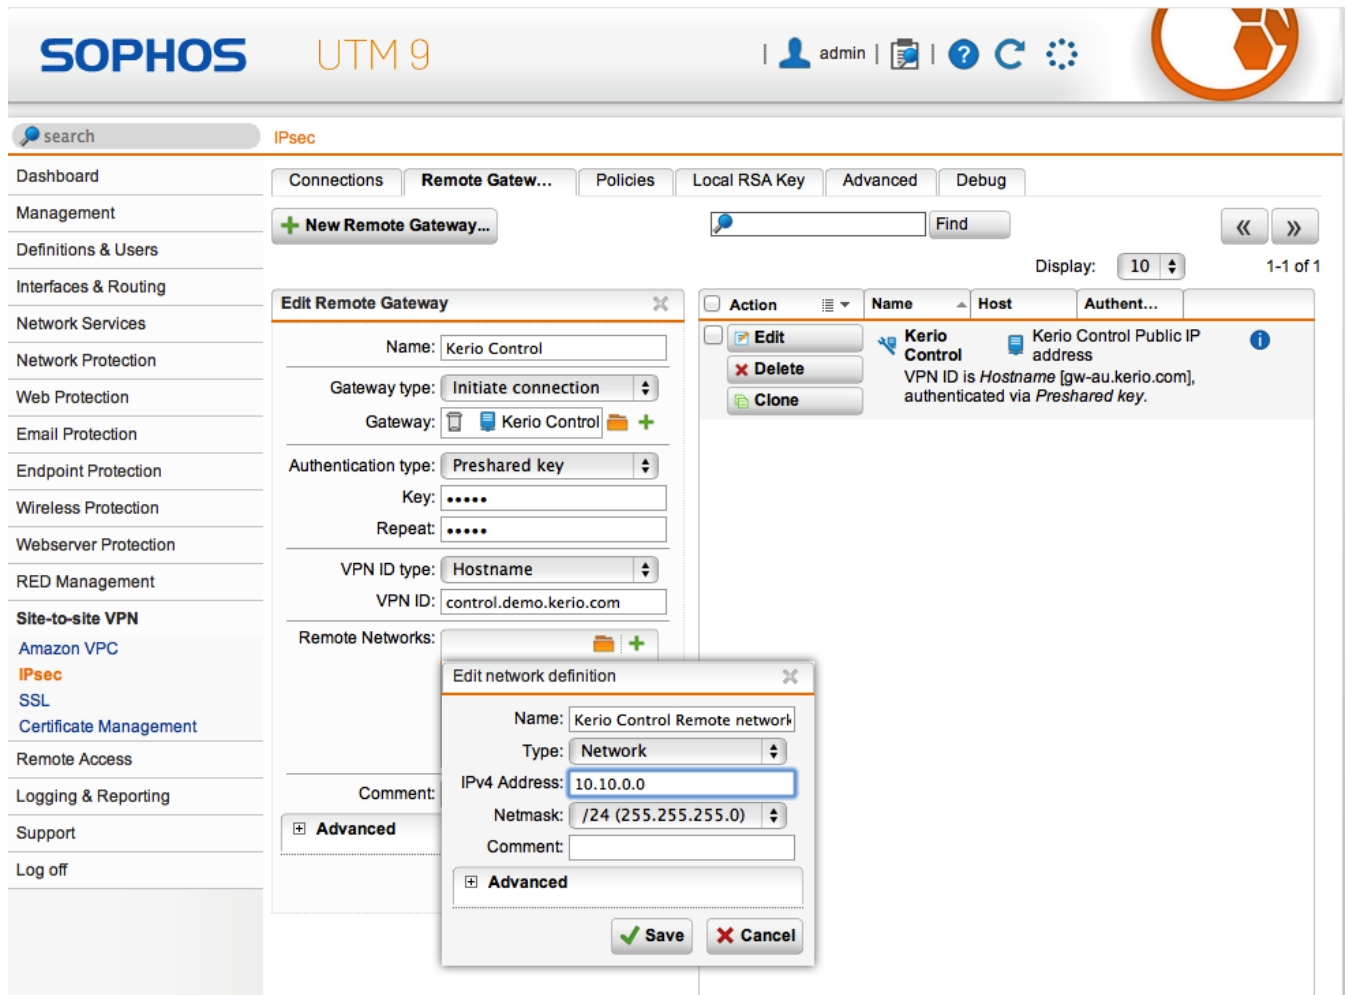 SOPHOS UTM 9
| admin | |
search
IPsec
Dashboard
Management
Definitions & Users
Interfaces & Routing
Network Services
Network Protection
Web Protection
Email Protection
Endpoint Protection
Wireless Protection
Webserver Protection
RED Management
Site-to-site VPN
Amazon VPC
IPsec
SSL
Certificate Management
Remote Access
Logging & Reporting
Support
Log off
Connections Remote Gatew... Policies Local RSA Key Advanced Debug
New Remote Gateway...
Find
Display: 10 1-1 of 1
Edit Remote Gateway
Name: Kerio Control
Gateway type: Initiate connection
Gateway: Kerio Control
Authentication type: Preshared key
Key: •••••
Repeat: •••••
VPN ID type: Hostname
VPN ID: control.demo.kerio.com
Remote Networks:
Comment:
Advanced
Edit network definition
Name: Kerio Control Remote network
Type: Network
IPv4 Address: 10.10.0.0
Netmask: /24 (255.255.255.0)
Comment:
Advanced
Save Cancel
Action Name Host Authent...
Edit
Delete
Clone
Kerio
Control
Kerio Control Public IP
address
VPN ID is Hostname [gw-au.kerio.com],
authenticated via Preshared key.